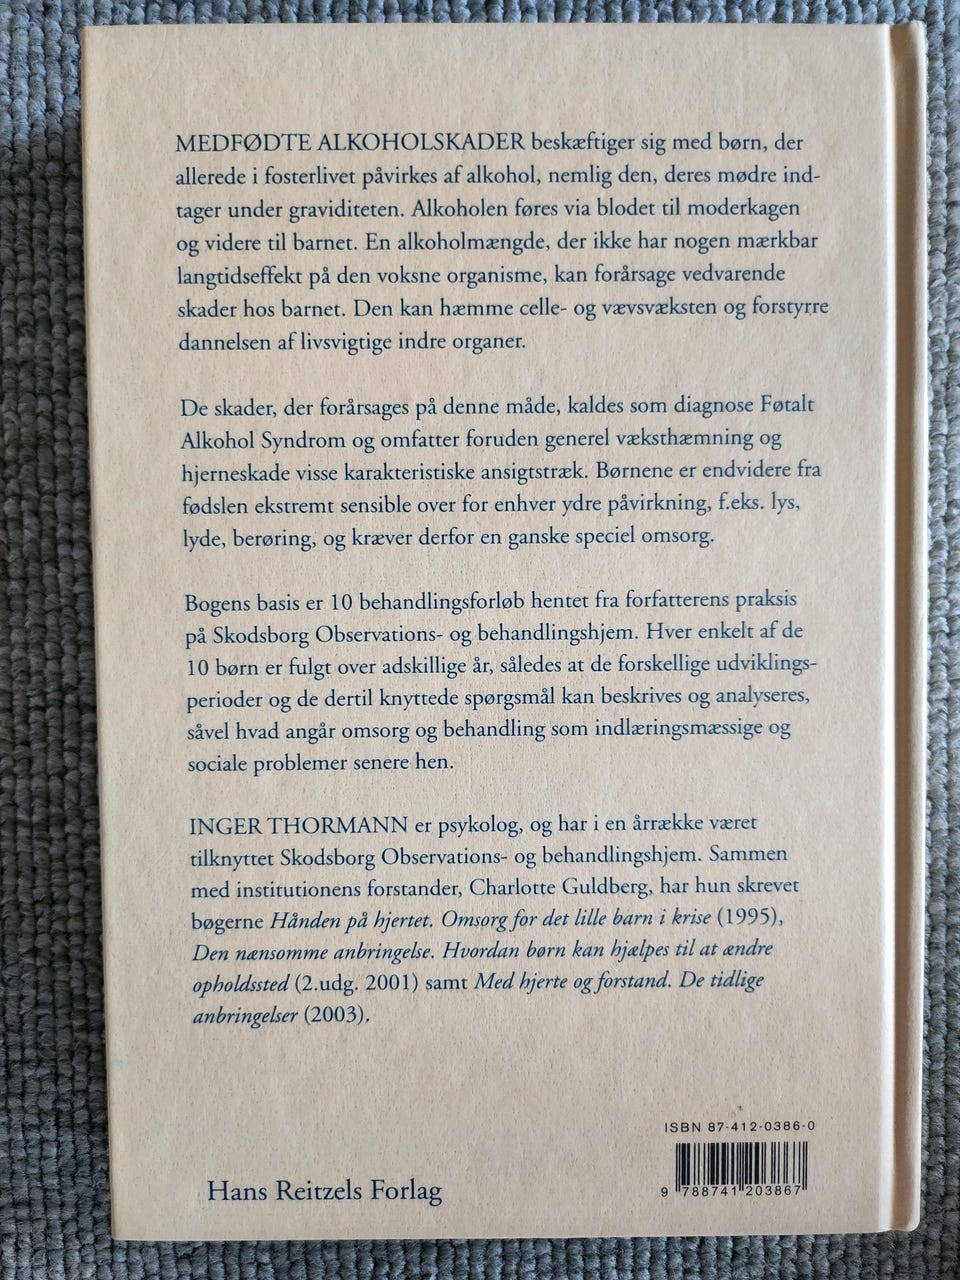 MEDFØDTE ALKOHOLSKADER beskæftiger sig med børn, der
allerede i fosterlivet påvirkes af alkohol, nemlig den, deres mødre ind-
tager under graviditeten. Alkoholen føres via blodet til moderkagen
og videre til barnet. En alkoholmængde, der ikke har nogen mærkbar
langtidseffekt på den voksne organisme, kan forårsage vedvarende
skader hos barnet. Den kan hæmme celle- og vævsvæksten og forstyrre
dannelsen af livsvigtige indre organer.
De skader, der forårsages på denne måde, kaldes som diagnose Føtalt
Alkohol Syndrom og omfatter foruden generel væksthæmning og
hjerneskade visse karakteristiske ansigtstræk. Børnene er endvidere fra
fødslen ekstremt sensible over for enhver ydre påvirkning, f.eks. lys,
lyde, berøring, og kræver derfor en ganske speciel omsorg.
Bogens basis er 10 behandlingsforløb hentet fra forfatterens praksis
på Skodsborg Observations- og behandlingshjem. Hver enkelt af de
10 børn er fulgt over adskillige år, således at de forskellige udviklings-
perioder og de dertil knyttede spørgsmål kan beskrives og analyseres,
såvel hvad angår omsorg og behandling som indlæringsmæssige og
sociale problemer senere hen.
INGER THORMANN er psykolog, og har i en årrække været
tilknyttet Skodsborg Observations- og behandlingshjem. Sammen
med institutionens forstander, Charlotte Guldberg, har hun skrevet
bøgerne Hånden på hjertet. Omsorg for det lille barn i krise (1995),
Den nænsomme anbringelse. Hvordan børn kan hjælpes til at ændre
opholdssted (2.udg. 2001) samt Med hjerte og forstand. De tidlige
anbringelser (2003).
ISBN 87-412-0386-0
9 788741 203867
Hans Reitzels Forlag